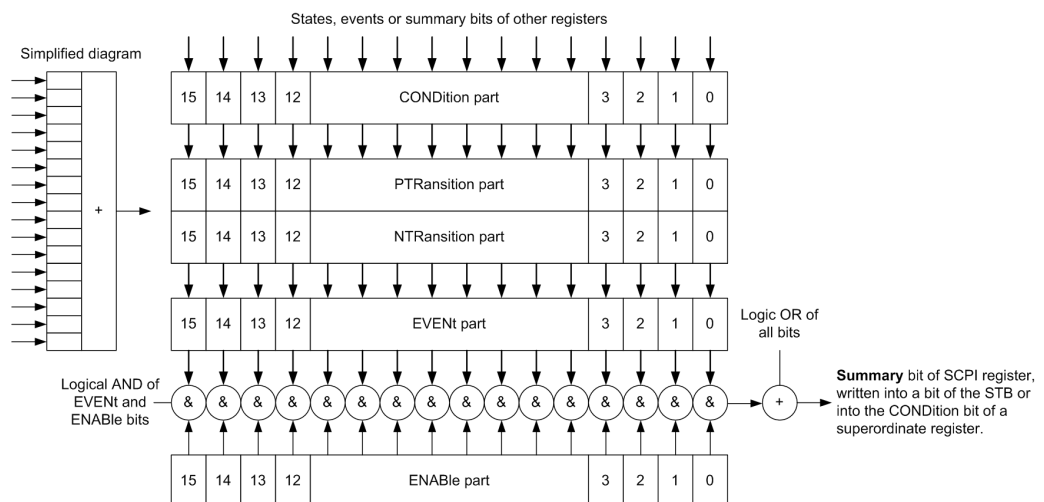 States, events or summary bits of other registers
Simplified diagram
15 14 13 12 CONDition part 3 2 1 0
15 14 13 12 PTRansition part 3 2 1 0
+
15 14 13 12 NTRansition part 3 2 1 0
15 14 13 12 EVENt part 3 2 1 0
Logic OR of
all bits
Logical AND of
EVENt and
ENABle bits
& & & & & & & & & & & & & & & &
+
Summary bit of SCPI register,
written into a bit of the STB or
into the CONDition bit of a
superordinate register.
15 14 13 12 ENABle part 3 2 1 0